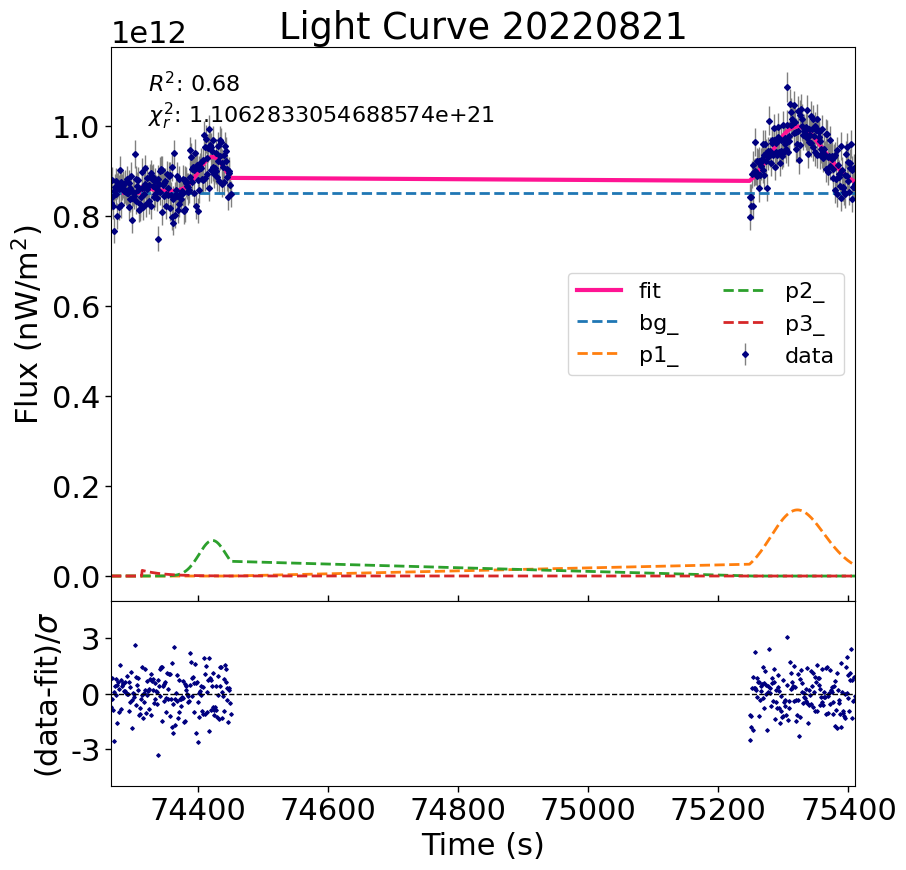 Light Curve 20220821
1e12
R²: 0.68
χ²ᵣ: 1.1062833054688574e+21
1.0
0.8
0.6
0.4
0.2
0.0
Flux (nW/m²)
fit
bg_
p1_
p2_
p3_
data
3
0
-3
(data-fit)/σ
74400 74600 74800 75000 75200 75400
Time (s)